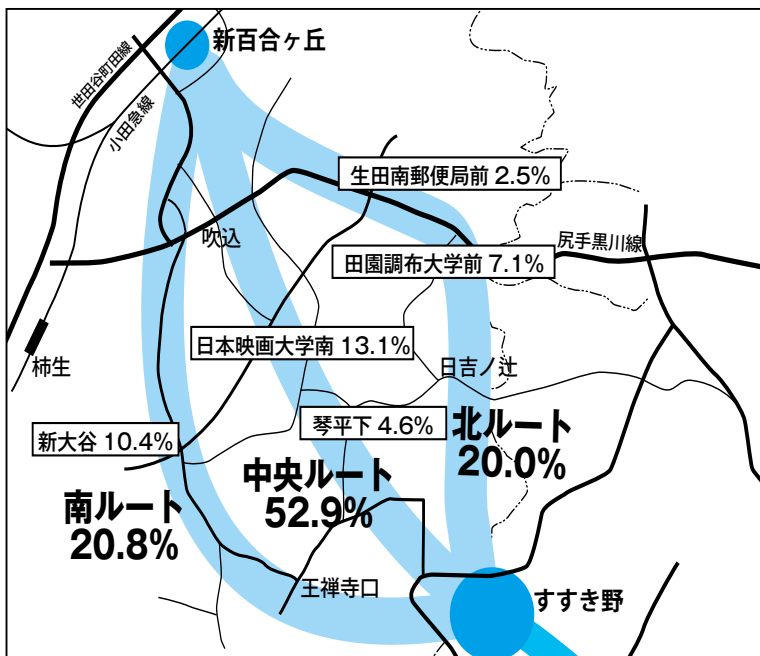 新百合ヶ丘
世田谷町田線
小田急線
生田南郵便局前 2.5%
吹込
尻手黒川線
田園調布大学前 7.1%
日本映画大学南 13.1%
柿生
日吉ノ辻
新大谷 10.4%
琴平下 4.6%
北ルート
20.0%
中央ルート
52.9%
南ルート
20.8%
王禅寺口
すすき野